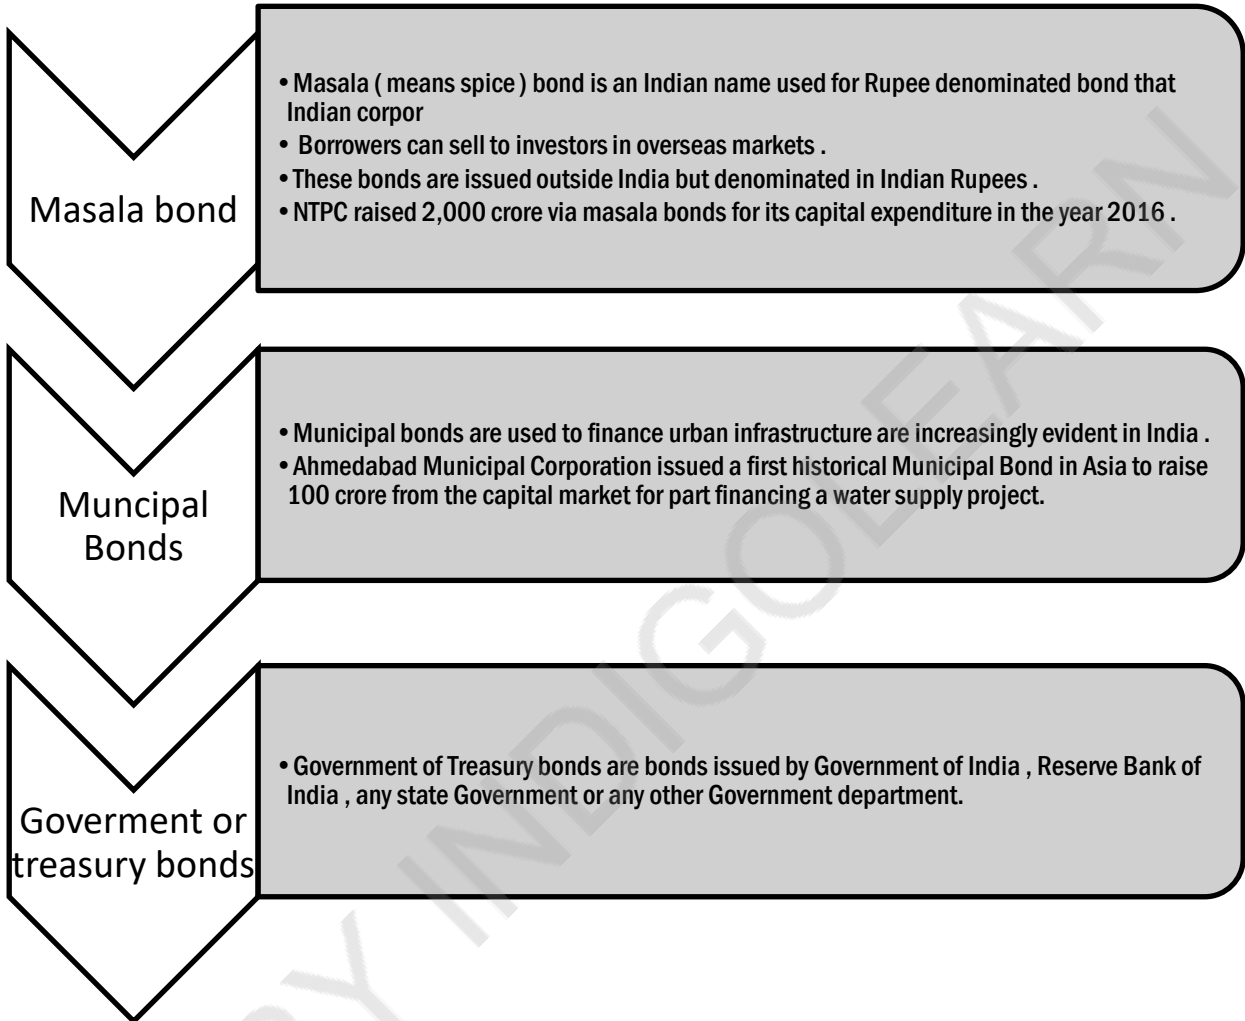 Masala bond
•Masala ( means spice ) bond is an Indian name used for Rupee denominated bond that
Indian corpor
• Borrowers can sell to investors in overseas markets .
•These bonds are issued outside India but denominated in Indian Rupees .
•NTPC raised 2,000 crore via masala bonds for its capital expenditure in the year 2016 .
Muncipal
Bonds
•Municipal bonds are used to finance urban infrastructure are increasingly evident in India .
•Ahmedabad Municipal Corporation issued a first historical Municipal Bond in Asia to raise
100 crore from the capital market for part financing a water supply project.
Goverment or
treasury bonds
•Government of Treasury bonds are bonds issued by Government of India , Reserve Bank of
India , any state Government or any other Government department.
BY INDIGOLEARN